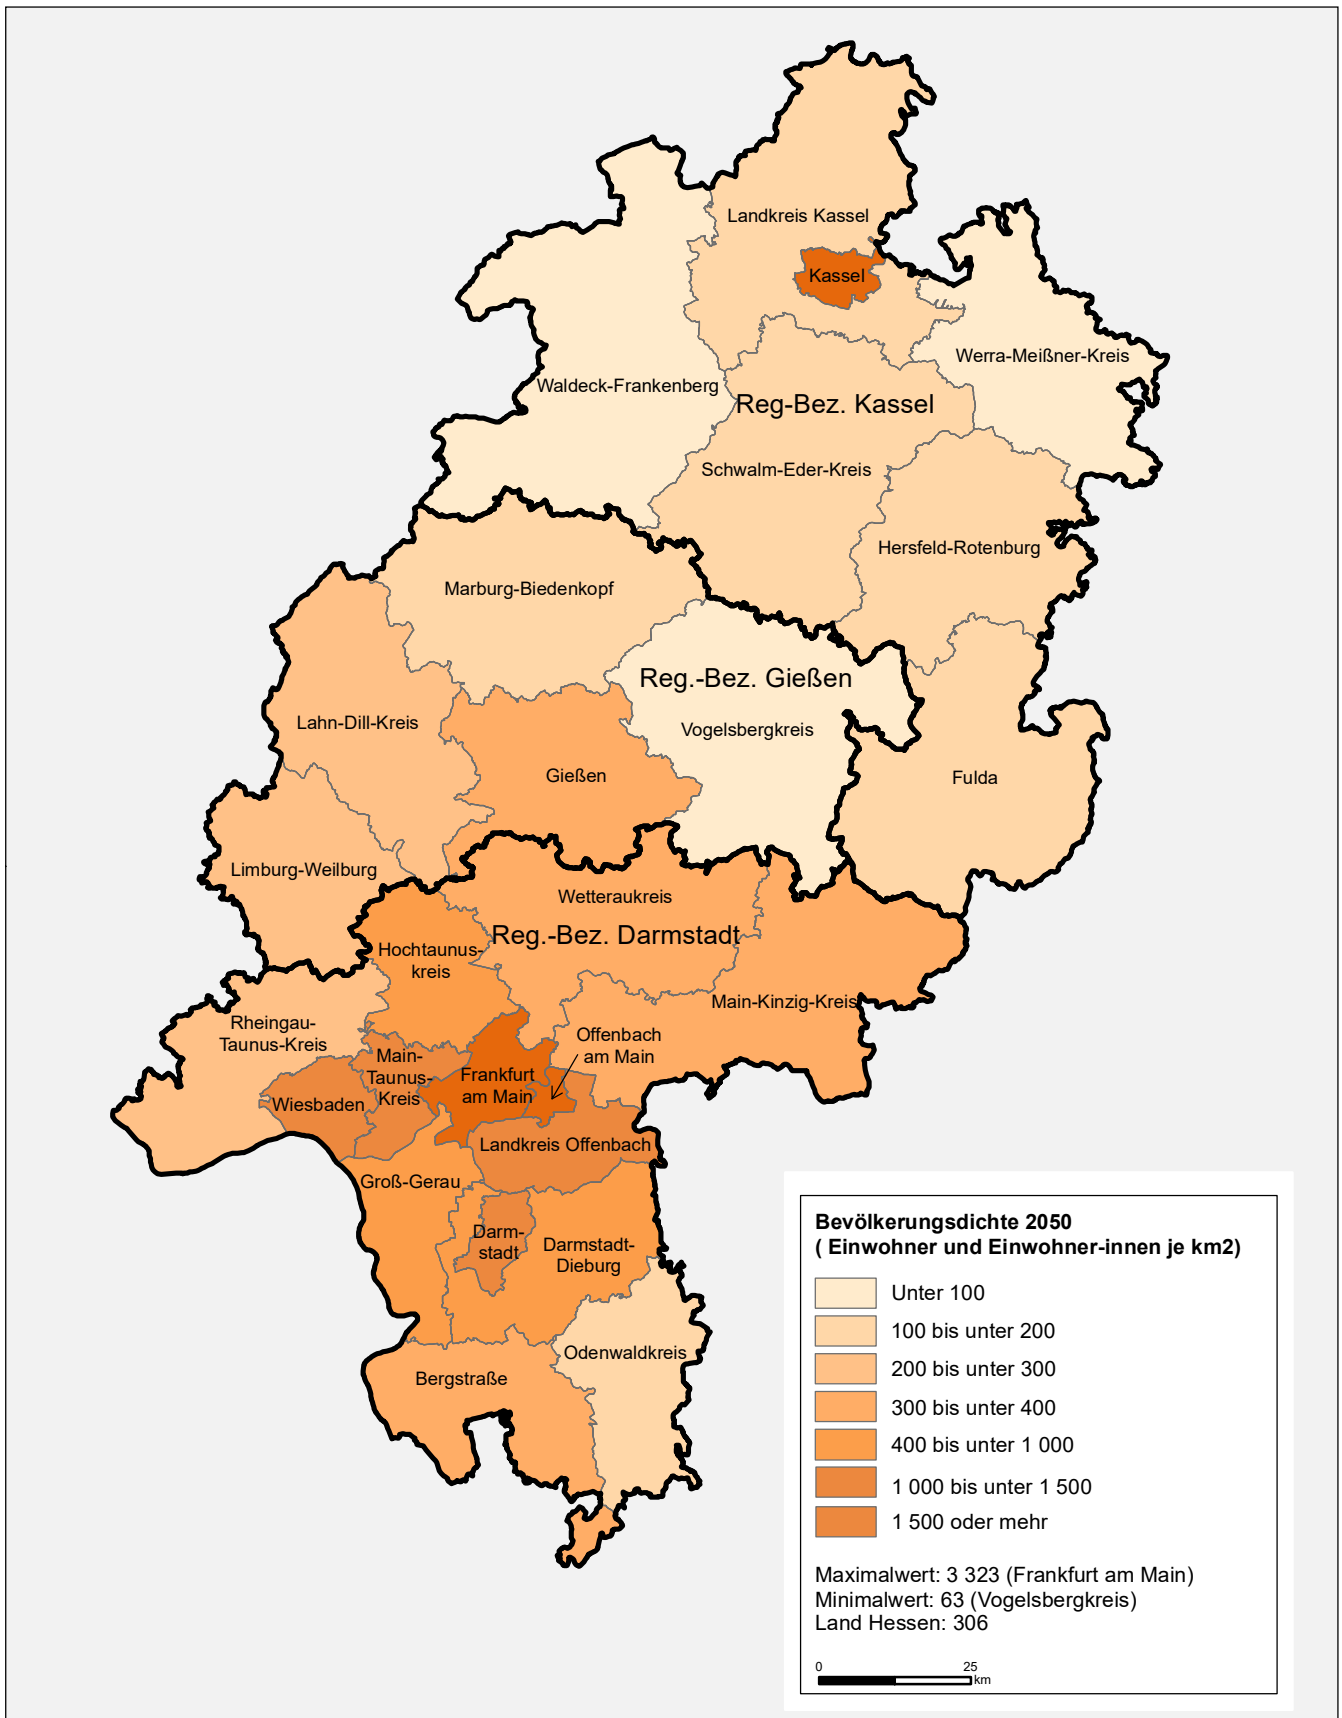 Landkreis Kassel
Kassel
Werra-Meißner-Kreis
Waldeck-Frankenberg
Reg-Bez. Kassel
Schwalm-Eder-Kreis
Hersfeld-Rotenburg
Marburg-Biedenkopf
Reg.-Bez. Gießen
Lahn-Dill-Kreis
Vogelsbergkreis
Gießen
Fulda
Limburg-Weilburg
Wetteraukreis
Reg.-Bez. Darmstadt
Hochtaunus-
kreis
Main-Kinzig-Kreis
Rheingau-
Taunus-Kreis
Offenbach
am Main
Main-
Taunus-
Kreis
Frankfurt
am Main
Wiesbaden
Landkreis Offenbach
Groß-Gerau
Darm-
stadt
Darmstadt-
Dieburg
Odenwaldkreis
Bergstraße
Bevölkerungsdichte 2050
( Einwohner und Einwohner-innen je km2)
Unter 100
100 bis unter 200
200 bis unter 300
300 bis unter 400
400 bis unter 1 000
1 000 bis unter 1 500
1 500 oder mehr
Maximalwert: 3 323 (Frankfurt am Main)
Minimalwert: 63 (Vogelsbergkreis)
Land Hessen: 306
0 25
km